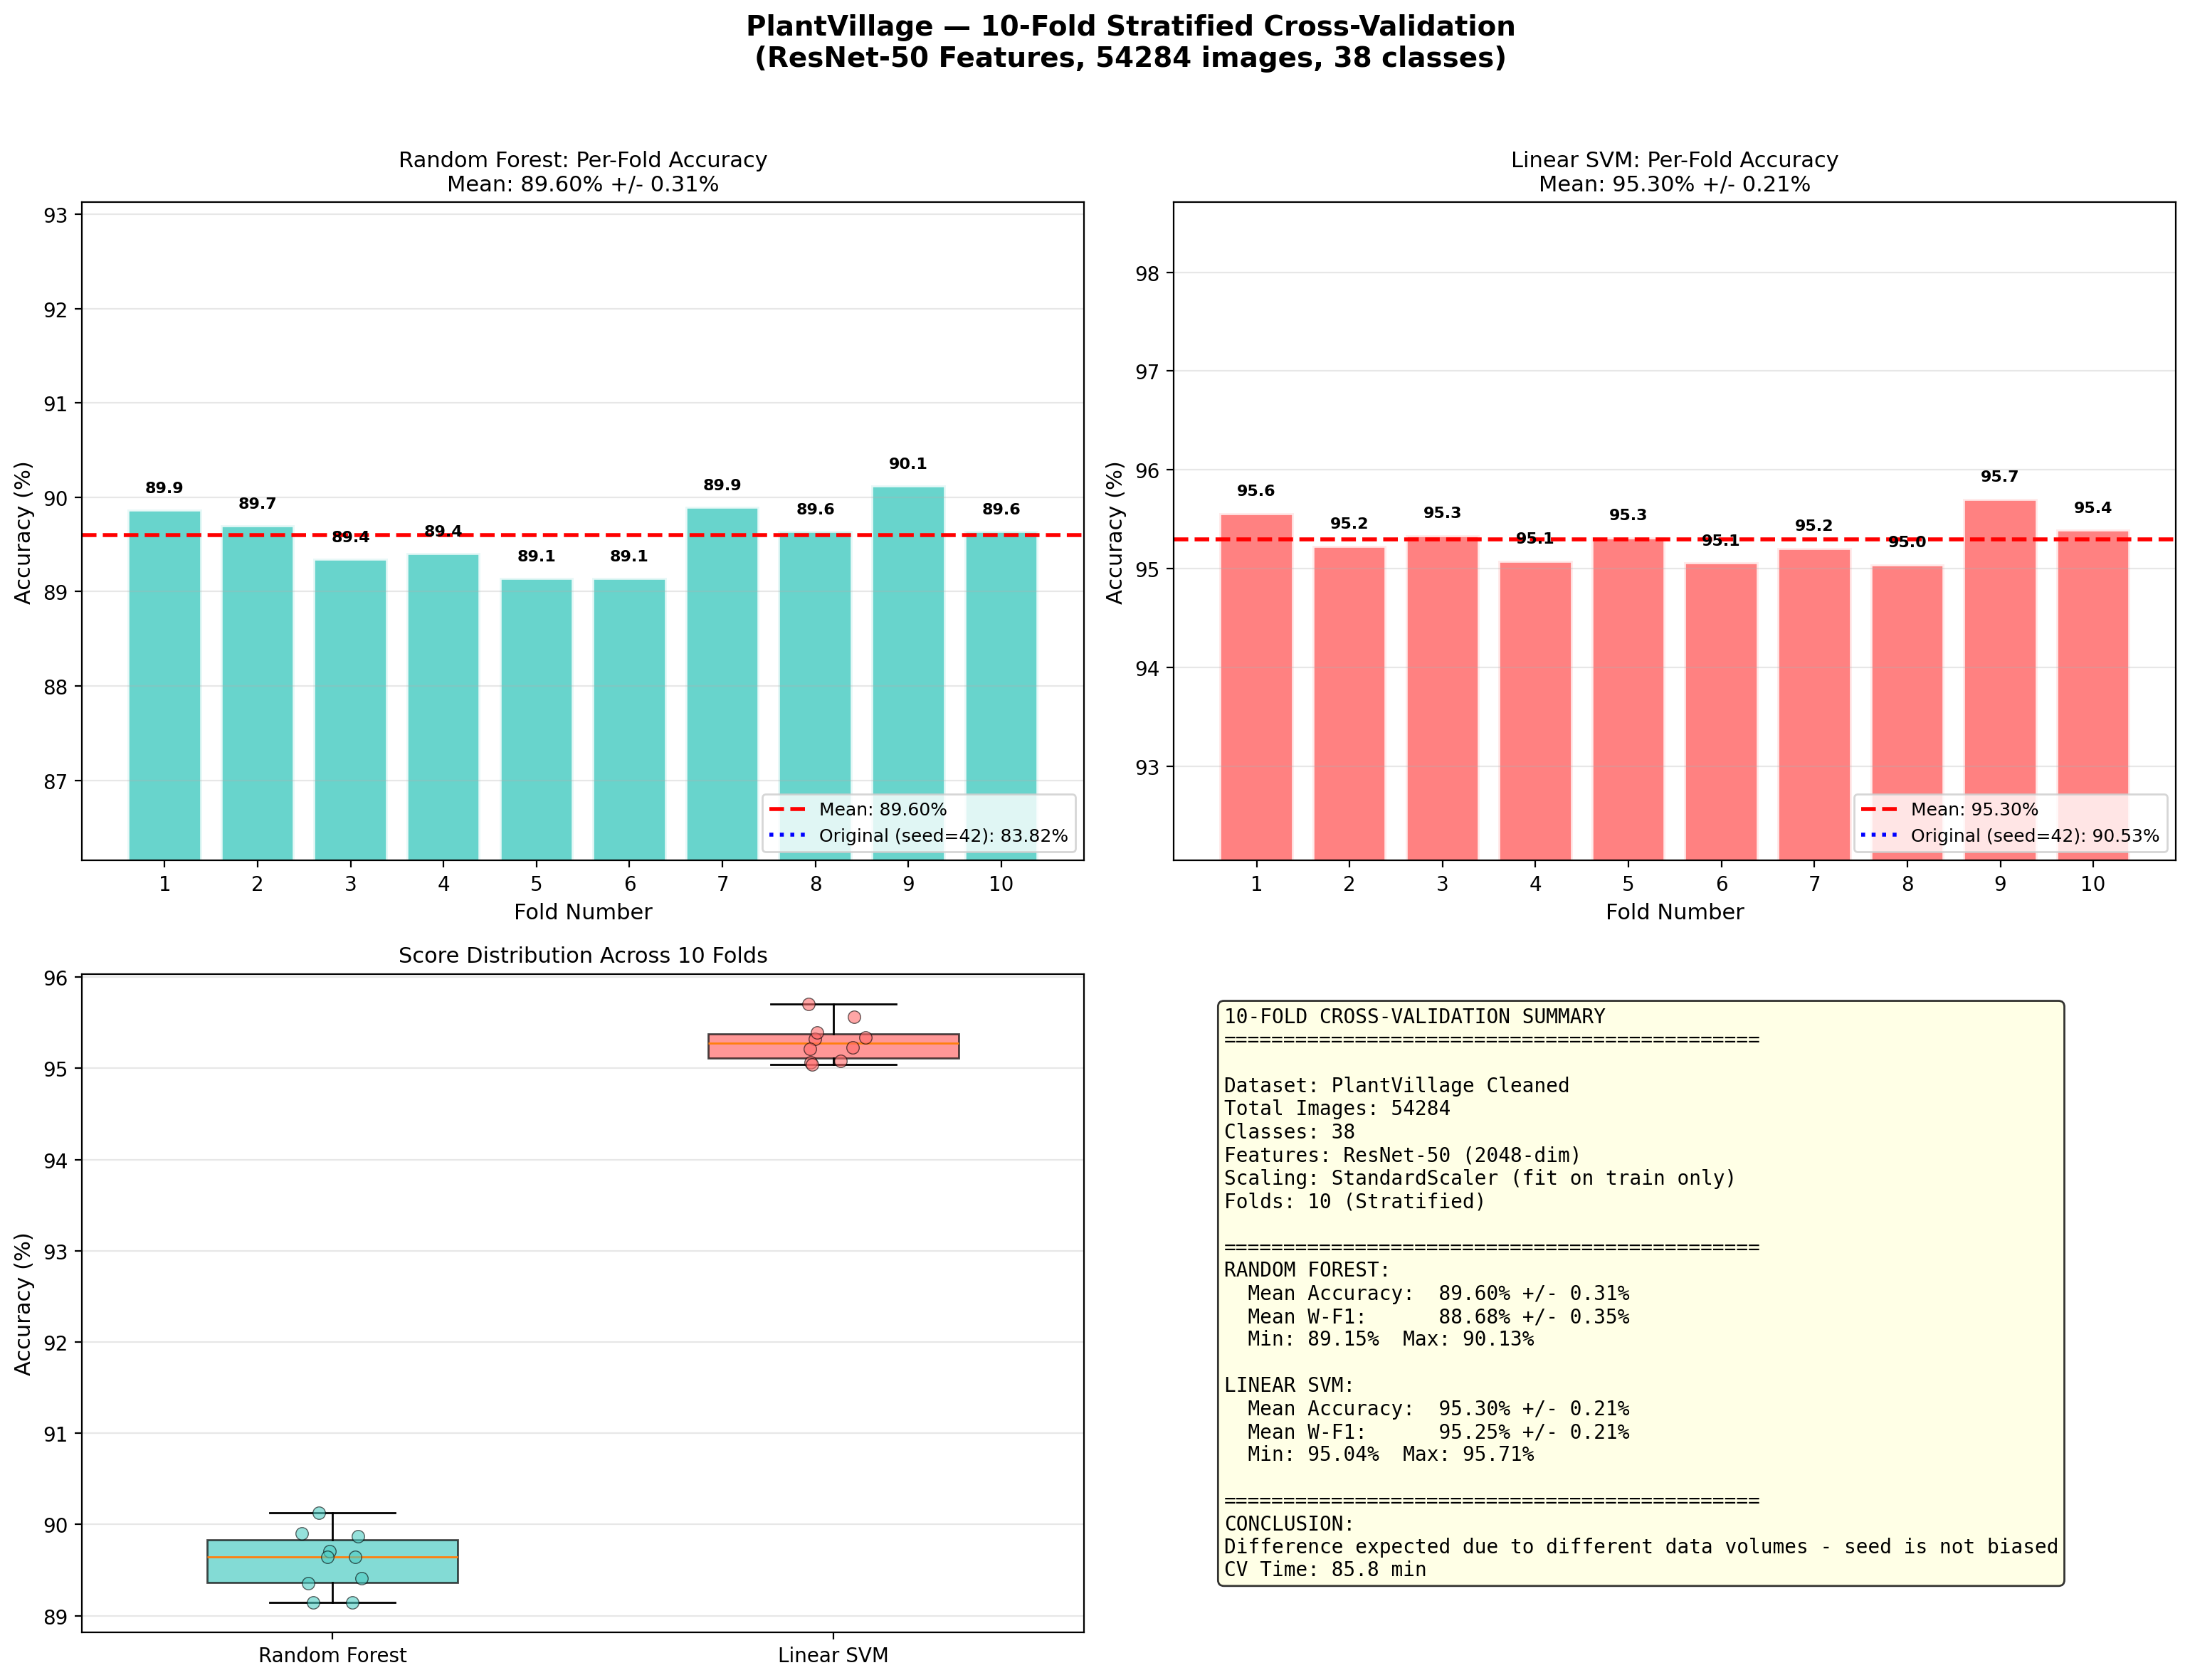 PlantVillage — 10-Fold Stratified Cross-Validation
(ResNet-50 Features, 54284 images, 38 classes)
Random Forest: Per-Fold Accuracy
Mean: 89.60% +/- 0.31%
Accuracy (%)
93
92
91
90
89
88
87
89.9
89.7
89.4
89.4
89.1
89.1
89.9
89.6
90.1
89.6
Mean: 89.60%
Original (seed=42): 83.82%
1 2 3 4 5 6 7 8 9 10
Fold Number
Linear SVM: Per-Fold Accuracy
Mean: 95.30% +/- 0.21%
Accuracy (%)
98
97
96
95
94
93
95.6
95.2
95.3
95.1
95.3
95.1
95.2
95.0
95.7
95.4
Mean: 95.30%
Original (seed=42): 90.53%
1 2 3 4 5 6 7 8 9 10
Fold Number
Score Distribution Across 10 Folds
Accuracy (%)
96
95
94
93
92
91
90
89
Random Forest
Linear SVM
10-FOLD CROSS-VALIDATION SUMMARY
=============================================
Dataset: PlantVillage Cleaned
Total Images: 54284
Classes: 38
Features: ResNet-50 (2048-dim)
Scaling: StandardScaler (fit on train only)
Folds: 10 (Stratified)
=============================================
RANDOM FOREST:
Mean Accuracy: 89.60% +/- 0.31%
Mean W-F1: 88.68% +/- 0.35%
Min: 89.15% Max: 90.13%
LINEAR SVM:
Mean Accuracy: 95.30% +/- 0.21%
Mean W-F1: 95.25% +/- 0.21%
Min: 95.04% Max: 95.71%
=============================================
CONCLUSION:
Difference expected due to different data volumes - seed is not biased
CV Time: 85.8 min